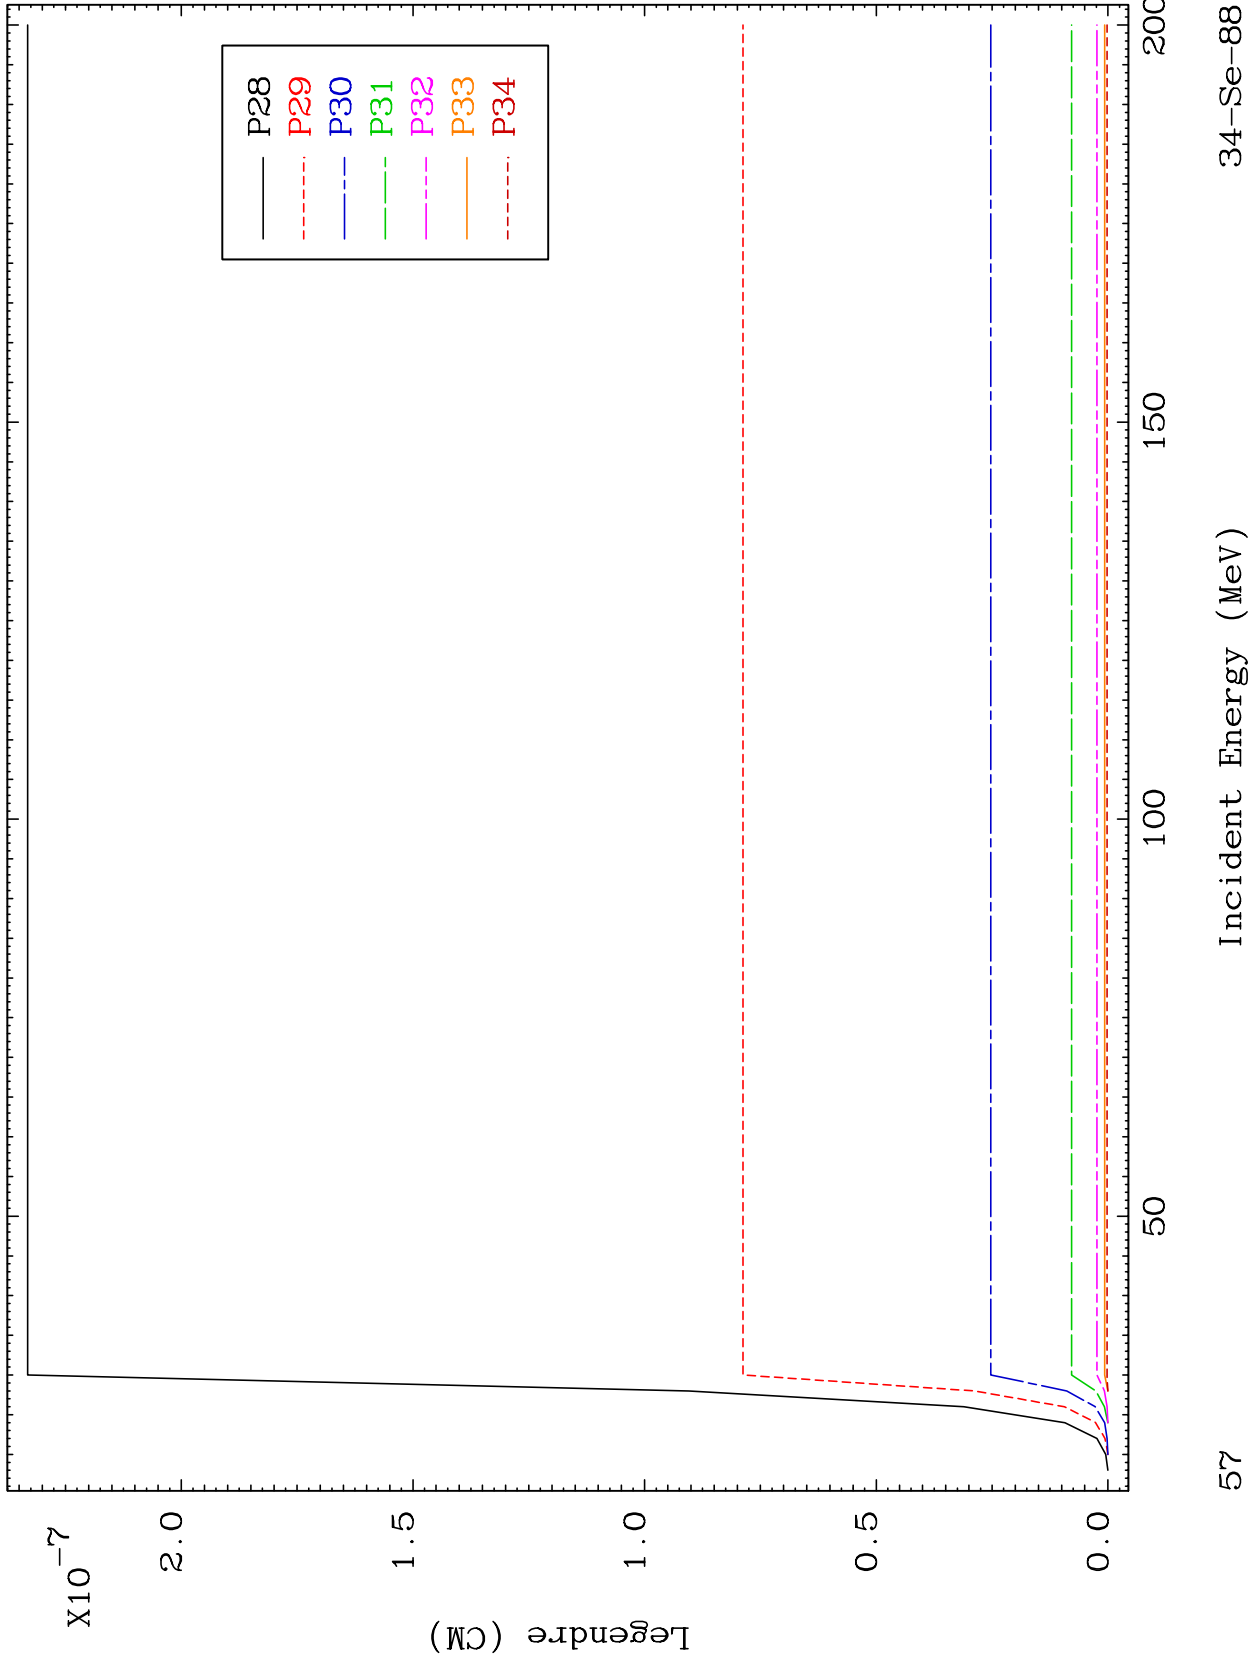 X10-7
2.0
1.5
1.0
0.5
0.0
Legendre (CM)
P28
P29
P30
P31
P32
P33
P34
50
100
150
200
Incident Energy (MeV)
57
34-Se-88